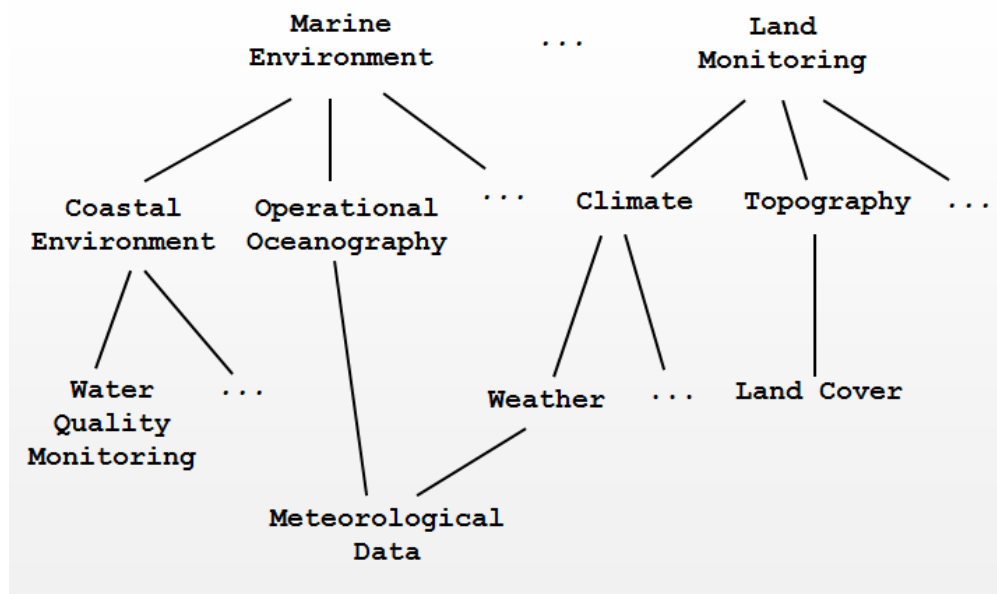 Marine
Environment
...
Land
Monitoring
Coastal
Environment
Operational
Oceanography
...
Climate
Topography
...
Water
Quality
Monitoring
...
Weather
...
Land Cover
Meteorological
Data